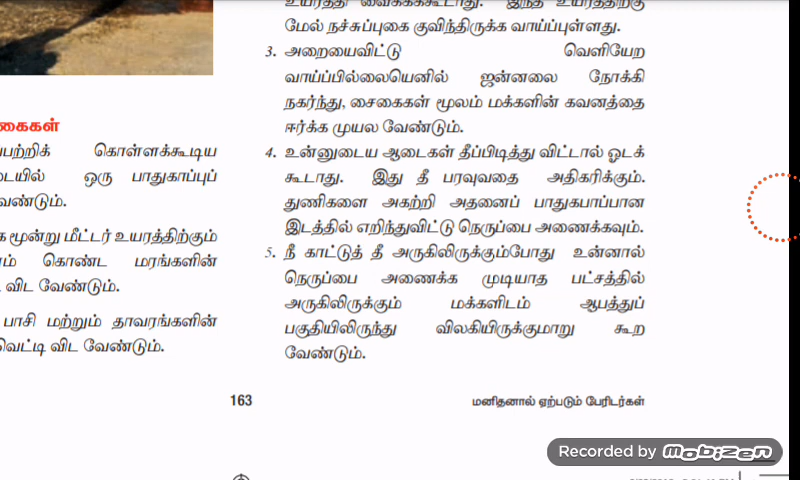 கைகள்
கொள்ளக்கூடிய
ஒரு பாதுகாப்புப்
மூன்று மீட்டர் உயரத்திற்கும்
கொண்ட மரங்களின்
விட வேண்டும்.
பாசி மற்றும் தாவரங்களின்
வெட்டி விட வேண்டும்.
மேல் நச்சுப்புகை குவிந்திருக்க வாய்ப்புள்ளது.
3. அறையைவிட்டு வெளியேற
வாய்ப்பில்லையெனில் ஜன்னலை நோக்கி
நகர்ந்து, சைகைகள் மூலம் மக்களின் கவனத்தை
ஈர்க்க முயல வேண்டும்.
4. உன்னுடைய ஆடைகள் தீப்பிடித்து விட்டால் ஓடக்
கூடாது. இது தீ பரவுவதை அதிகரிக்கும்.
துணிகளை அகற்றி அதனைப் பாதுகபாப்பான
இடத்தில் எறிந்துவிட்டு நெருப்பை அணைக்கவும்.
5. நீ காட்டுத் தீ அருகிலிருக்கும்போது உன்னால்
நெருப்பை அணைக்க முடியாத பட்சத்தில்
அருகிலிருக்கும் மக்களிடம் ஆபத்துப்
பகுதியிலிருந்து விலகியிருக்குமாறு கூற
வேண்டும்.
163 மனிதனால் ஏற்படும் பேரிடர்கள்
Recorded by mobizen